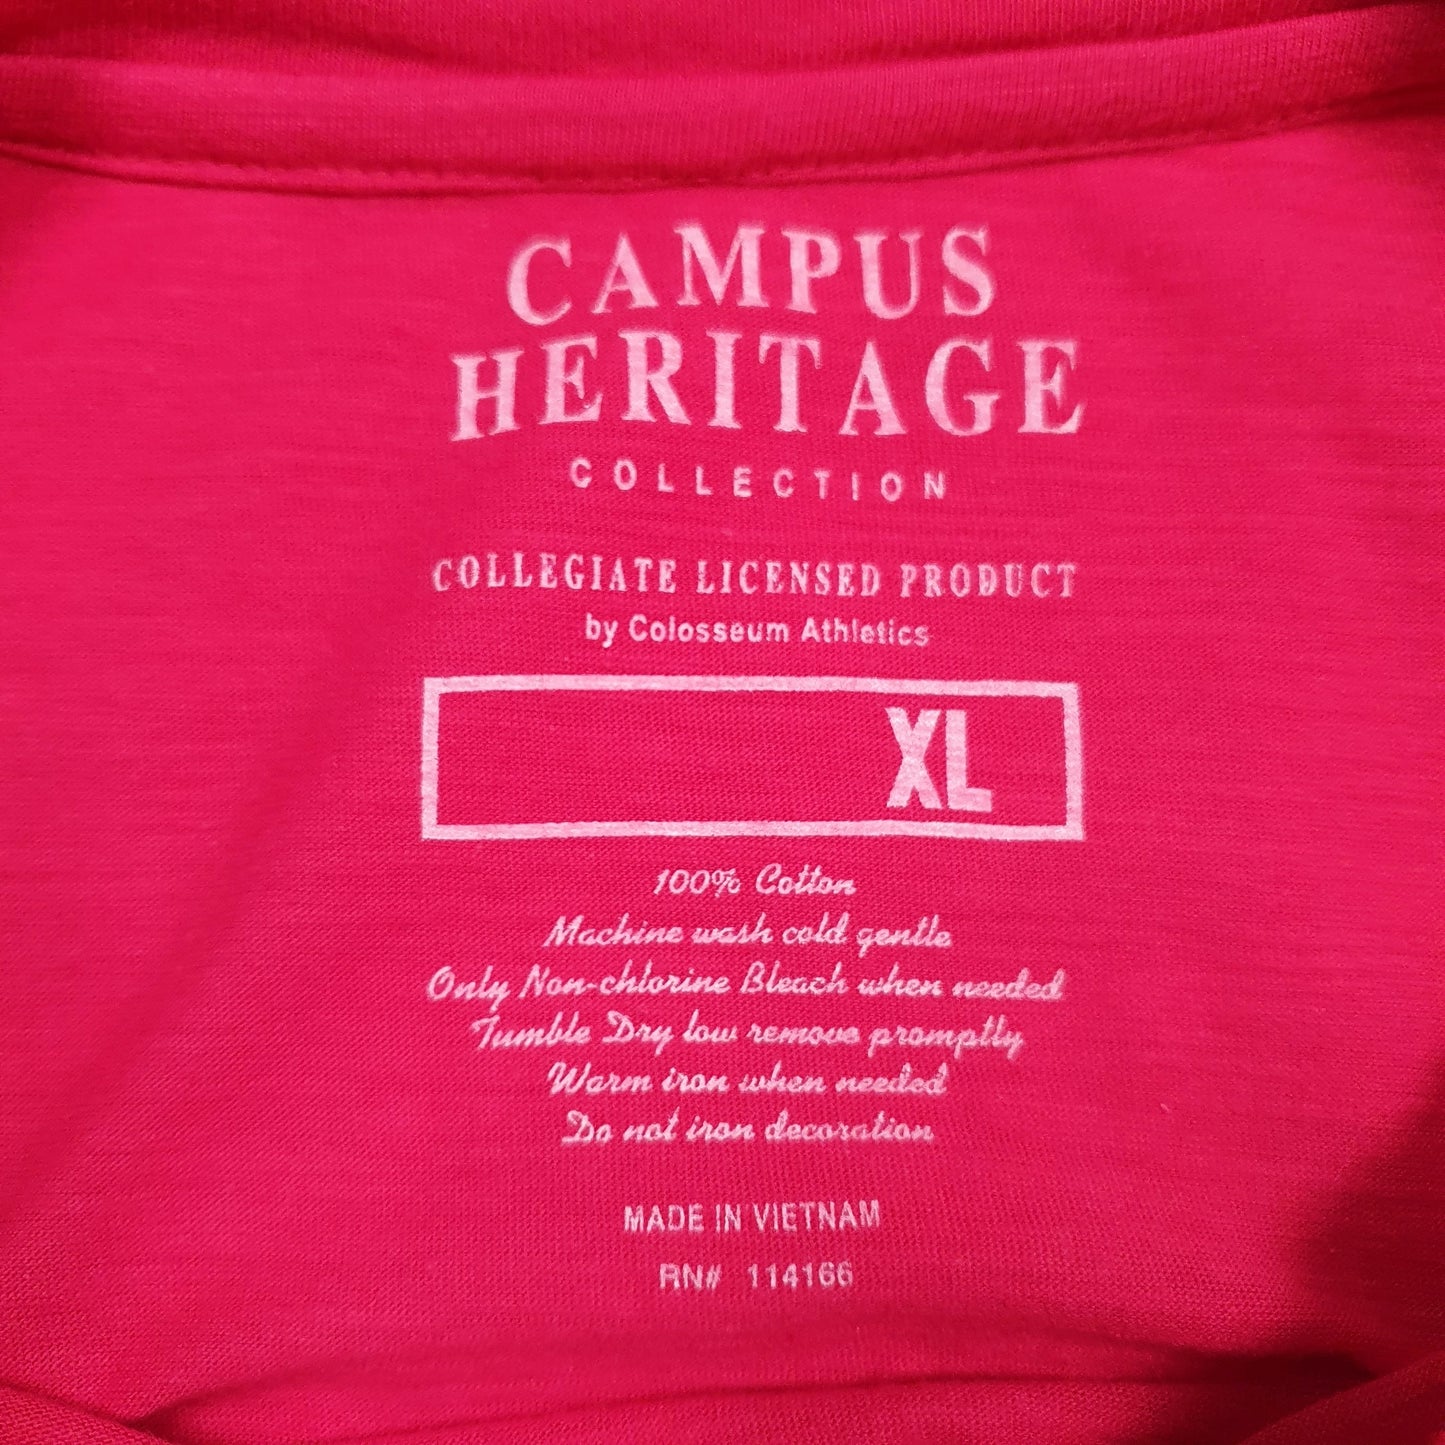 CAMPUS
HERITAGE
COLLECTION
COLLEGIATE LICENSED PRODUCT
by Colosseum Athletics
XL
100% Cotton
Machine wash cold gentle
Only Non-chlorine Bleach when needed
Tumble Dry low remove promptly
Warm iron when needed
Do not iron decoration
MADE IN VIETNAM
RN# 114166